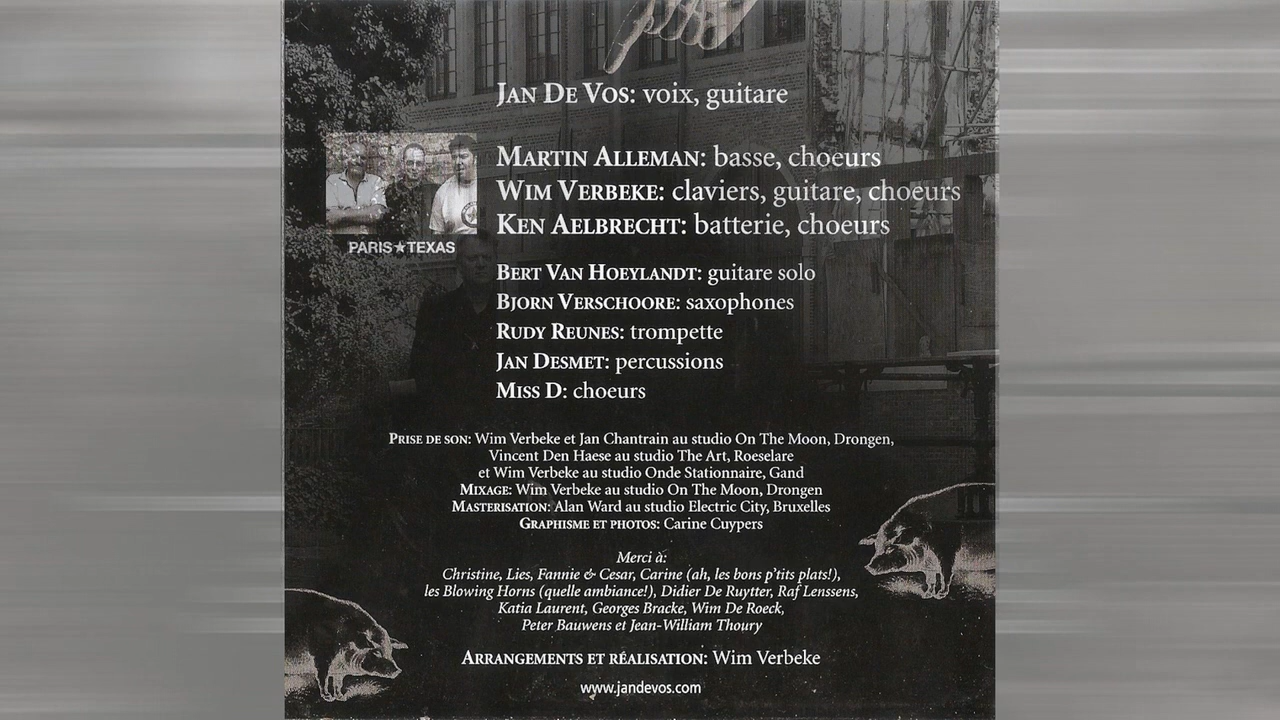 Jan De Vos: voix, guitare
Martin Alleman: basse, choeurs
Wim Verbeke: claviers, guitare, choeurs
Ken Aelbrecht: batterie, choeurs
PARIS★TEXAS
Bert Van Hoeylandt: guitare solo
Bjorn Verschoore: saxophones
Rudy Reunes: trompette
Jan Desmet: percussions
Miss D: choeurs
Prise de son: Wim Verbeke et Jan Chantrain au studio On The Moon, Drongen,
Vincent Den Haese au studio The Art, Roeselare
et Wim Verbeke au studio Onde Stationnaire, Gand
Mixage: Wim Verbeke au studio On The Moon, Drongen
Masterisation: Alan Ward au studio Electric City, Bruxelles
Graphisme et photos: Carine Cuypers
Merci à:
Christine, Lies, Fannie & Cesar, Carine (ah, les bons p'tits plats!),
les Blowing Horns (quelle ambiance!), Didier De Ruytter, Raf Lenssens,
Katia Laurent, Georges Bracke, Wim De Roeck,
Peter Bauwens et Jean-William Thoury
Arrangements et réalisation: Wim Verbeke
www.jandevos.com